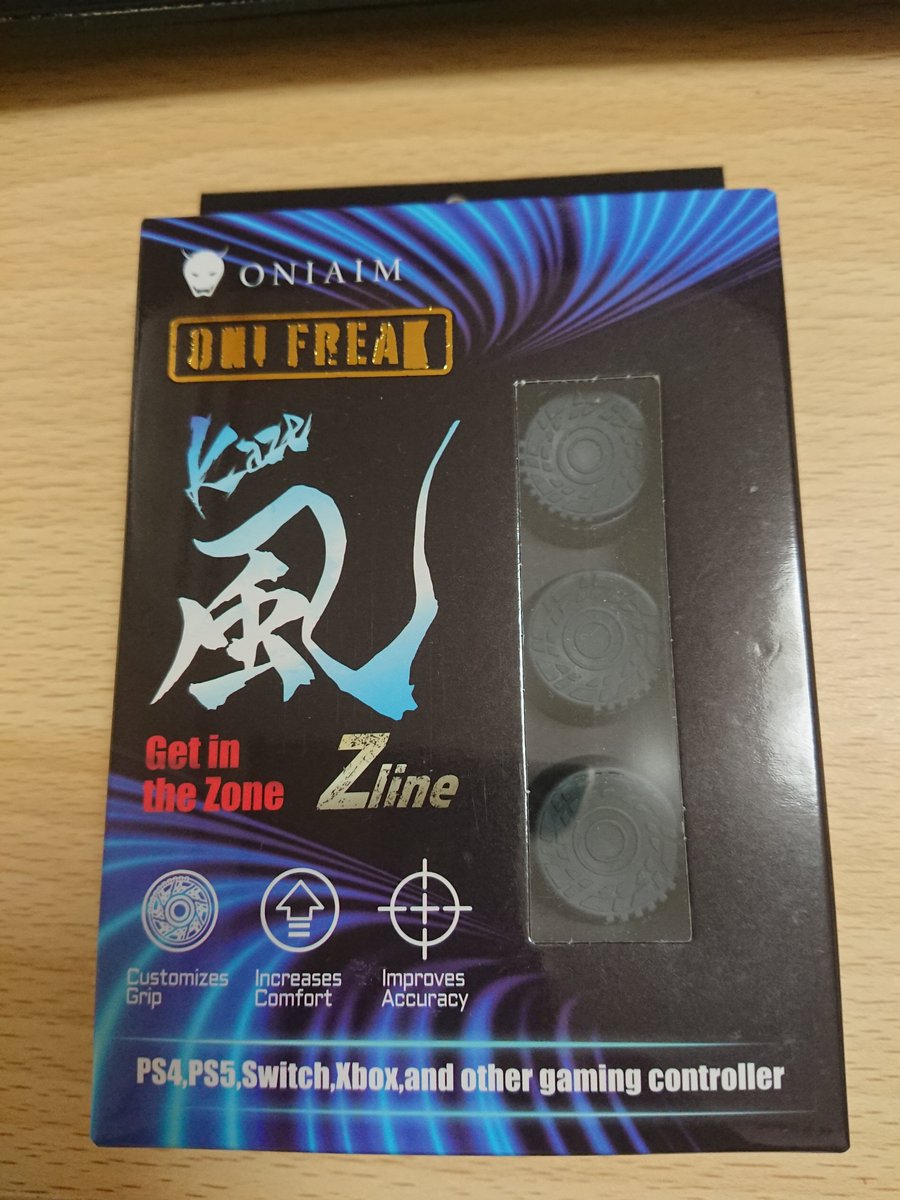 ONIAIM
ONI FREAK
Kaze
風
Get in
the Zone
Zline
Customizes
Grip
Increases
Comfort
Improves
Accuracy
PS4,PS5,Switch,Xbox,and other gaming controller